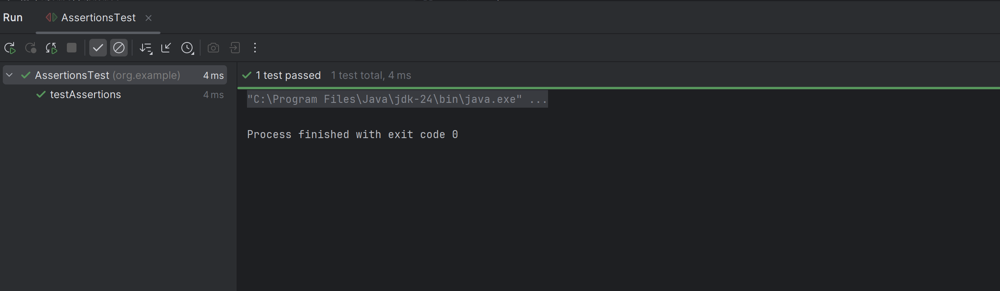 Run AssertionsTest
AssertionsTest (org.example) 4 ms
testAssertions 4 ms
1 test passed 1 test total, 4 ms
"C:\Program Files\Java\jdk-24\bin\java.exe" ...
Process finished with exit code 0